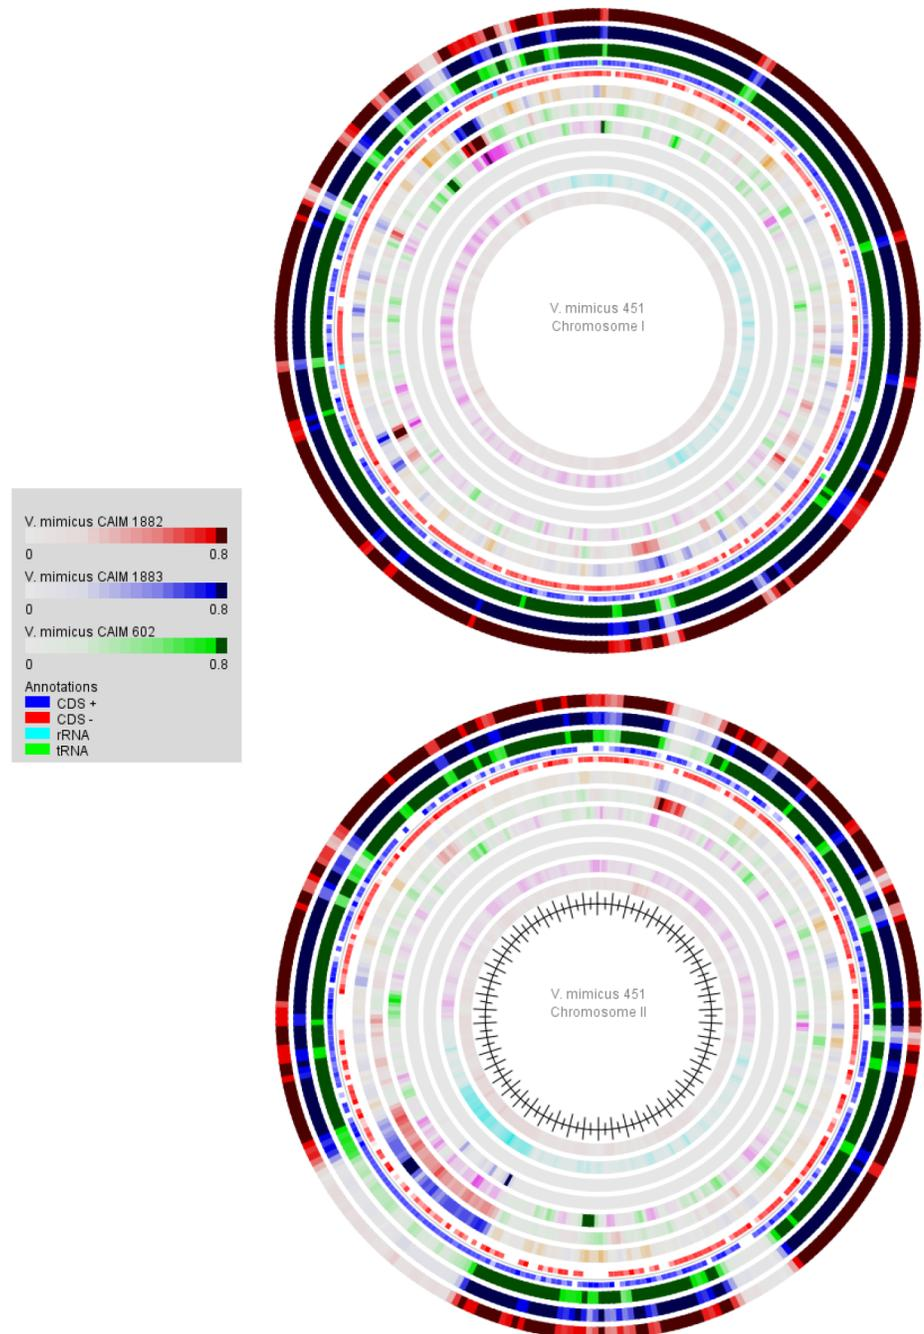 V. mimicus 451
Chromosome I
V. mimicus CAIM 1882
0 0.8
V. mimicus CAIM 1883
0 0.8
V. mimicus CAIM 602
0 0.8
Annotations
CDS +
CDS -
rRNA
tRNA
V. mimicus 451
Chromosome II